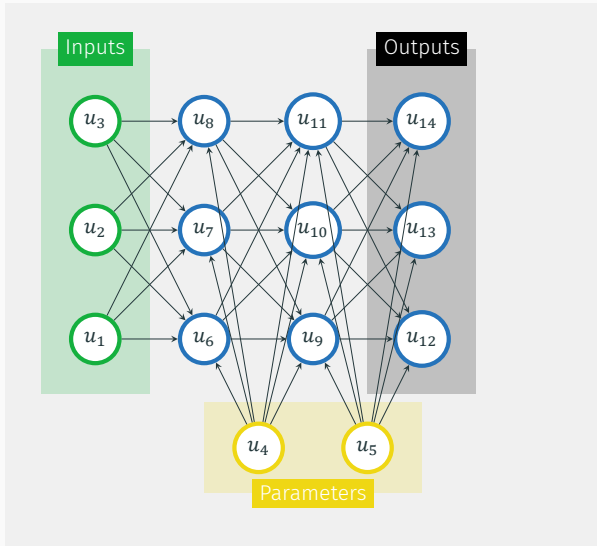 Inputs
Outputs
u₃ u₈ u₁₁ u₁₄
u₂ u₇ u₁₀ u₁₃
u₁ u₆ u₉ u₁₂
u₄ u₅
Parameters